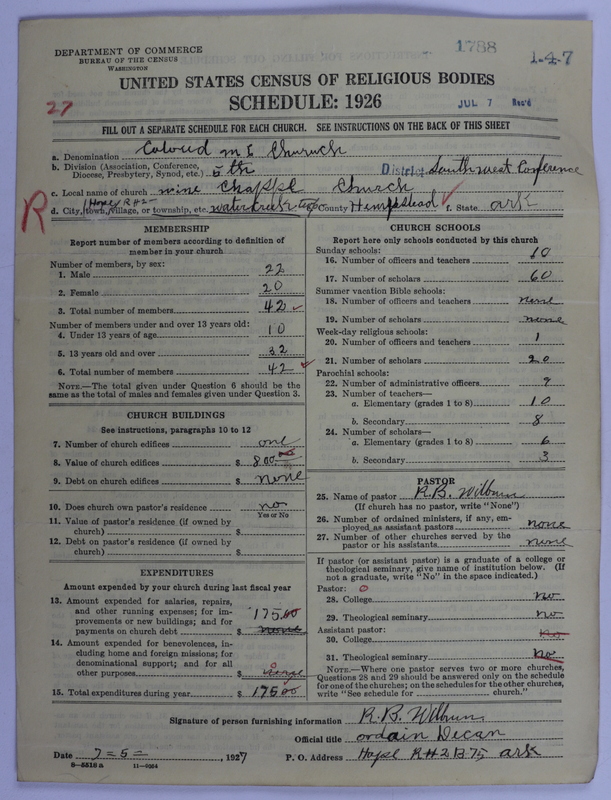 DEPARTMENT OF COMMERCE
BUREAU OF THE CENSUS
WASHINGTON
1788
1-4-7
UNITED STATES CENSUS OF RELIGIOUS BODIES
SCHEDULE: 1926
27
JUL 7 Rec'd
FILL OUT A SEPARATE SCHEDULE FOR EACH CHURCH. SEE INSTRUCTIONS ON THE BACK OF THIS SHEET
a. Denomination Colored M E Church
b. Division (Association, Conference, Diocese, Presbytery, Synod, etc.) 5th District Southwest Conference
c. Local name of church mine Chappe Church
R
d. City, town, village, or township, etc. County Hempstead f. State ark
MEMBERSHIP
Report number of members according to definition of member in your church
Number of members, by sex:
1. Male 22
2. Female 20
3. Total number of members 42
Number of members under and over 13 years old:
4. Under 13 years of age 10
5. 13 years old and over 32
6. Total number of members 42
NOTE.—The total given under Question 6 should be the same as the total of males and females given under Question 3.
CHURCH BUILDINGS
See instructions, paragraphs 10 to 12
7. Number of church edifices one
8. Value of church edifices $ 800.00
9. Debt on church edifices $ none
10. Does church own pastor's residence no
Yes or No
11. Value of pastor's residence (if owned by church) $
12. Debt on pastor's residence (if owned by church) $
EXPENDITURES
Amount expended by your church during last fiscal year
13. Amount expended for salaries, repairs, and other running expenses; for improvements or new buildings; and for payments on church debt $ 175.00 none
14. Amount expended for benevolences, including home and foreign missions; for denominational support; and for all other purposes $ 0
15. Total expenditures during year $ 175.00
CHURCH SCHOOLS
Report here only schools conducted by this church
Sunday schools:
16. Number of officers and teachers 10
17. Number of scholars 60
Summer vacation Bible schools:
18. Number of officers and teachers none
19. Number of scholars none
Week-day religious schools:
20. Number of officers and teachers 1
21. Number of scholars 20
Parochial schools:
22. Number of administrative officers 9
23. Number of teachers—
a. Elementary (grades 1 to 8) 10
b. Secondary 8
24. Number of scholars—
a. Elementary (grades 1 to 8) 6
b. Secondary 3
PASTOR
25. Name of pastor R.B. Wilburn
(If church has no pastor, write "None")
26. Number of ordained ministers, if any, employed as assistant pastors none
27. Number of other churches served by the pastor or his assistants none
If pastor (or assistant pastor) is a graduate of a college or theological seminary, give name of institution below. (If not a graduate, write "No" in the space indicated.)
Pastor: 0
28. College no
29. Theological seminary no
Assistant pastor:
30. College no
31. Theological seminary no
NOTE.—Where one pastor serves two or more churches, Questions 28 and 29 should be answered only on the schedule for one of the churches; on the schedules for the other churches, write "See schedule for ________ church."
Signature of person furnishing information R.B. Wilburn
Official title ordain Decan
Date 7-5-, 1927 P. O. Address Hope R#2 B 75 ark
8-5518a 11-9264